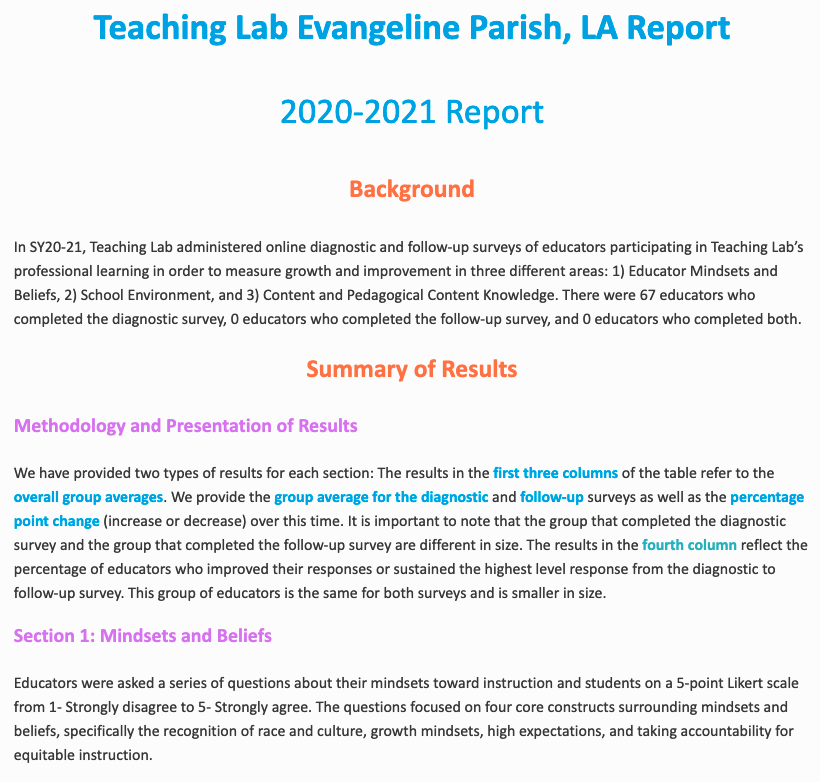 Teaching Lab Evangeline Parish, LA Report
2020-2021 Report
Background
In SY20-21, Teaching Lab administered online diagnostic and follow-up surveys of educators participating in Teaching Lab’s
professional learning in order to measure growth and improvement in three different areas: 1) Educator Mindsets and
Beliefs, 2) School Environment, and 3) Content and Pedagogical Content Knowledge. There were 67 educators who
completed the diagnostic survey, 0 educators who completed the follow-up survey, and 0 educators who completed both.
Summary of Results
Methodology and Presentation of Results
We have provided two types of results for each section: The results in the first three columns of the table refer to the
overall group averages. We provide the group average for the diagnostic and follow-up surveys as well as the percentage
point change (increase or decrease) over this time. It is important to note that the group that completed the diagnostic
survey and the group that completed the follow-up survey are different in size. The results in the fourth column reflect the
percentage of educators who improved their responses or sustained the highest level response from the diagnostic to
follow-up survey. This group of educators is the same for both surveys and is smaller in size.
Section 1: Mindsets and Beliefs
Educators were asked a series of questions about their mindsets toward instruction and students on a 5-point Likert scale
from 1- Strongly disagree to 5- Strongly agree. The questions focused on four core constructs surrounding mindsets and
beliefs, specifically the recognition of race and culture, growth mindsets, high expectations, and taking accountability for
equitable instruction.